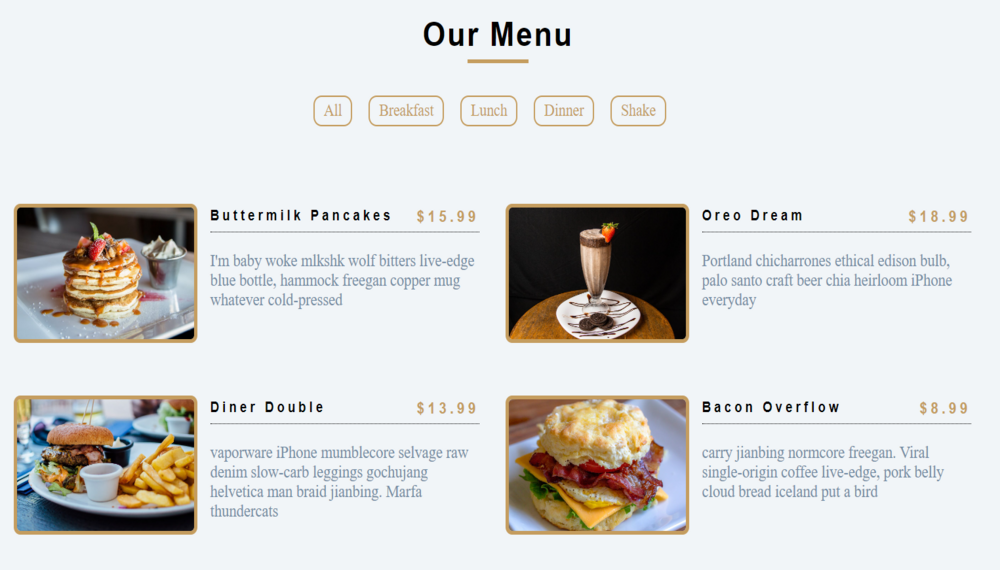 Our Menu
All Breakfast Lunch Dinner Shake
Buttermilk Pancakes $15.99
I'm baby woke mlkshk wolf bitters live-edge
blue bottle, hammock freegan copper mug
whatever cold-pressed
Oreo Dream $18.99
Portland chicharrones ethical edison bulb,
palo santo craft beer chia heirloom iPhone
everyday
Diner Double $13.99
vaporware iPhone mumblecore selvage raw
denim slow-carb leggings gochujang
helvetica man braid jianbing. Marfa
thundercats
Bacon Overflow $8.99
carry jianbing normcore freegan. Viral
single-origin coffee live-edge, pork belly
cloud bread iceland put a bird